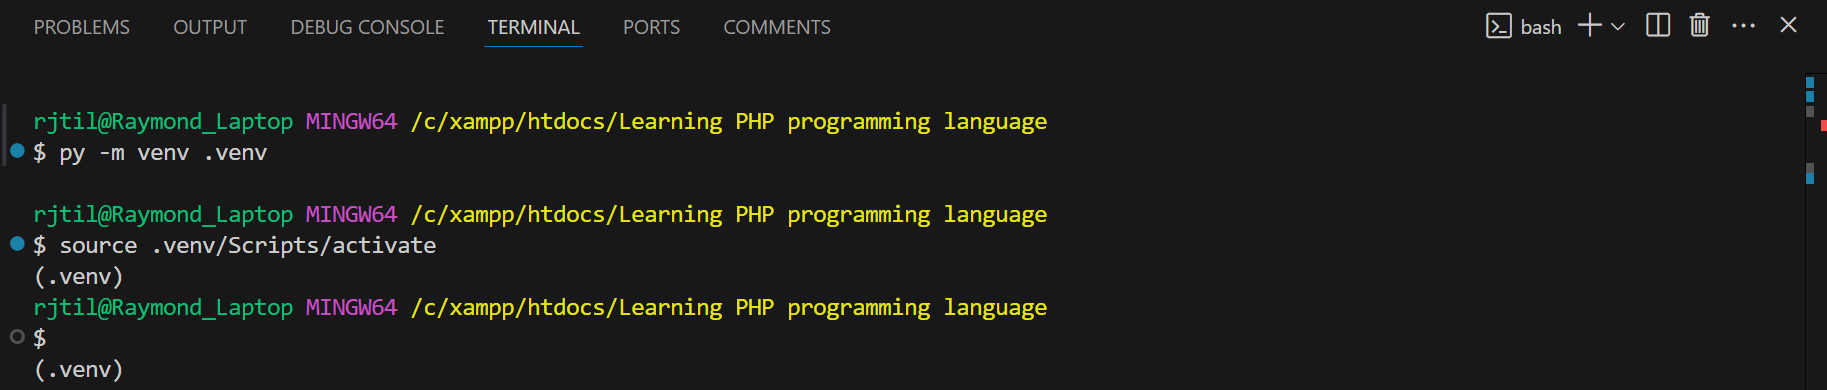 PROBLEMS OUTPUT DEBUG CONSOLE TERMINAL PORTS COMMENTS bash
rjtil@Raymond_Laptop MINGW64 /c/xampp/htdocs/Learning PHP programming language
$ py -m venv .venv
rjtil@Raymond_Laptop MINGW64 /c/xampp/htdocs/Learning PHP programming language
$ source .venv/Scripts/activate
(.venv)
rjtil@Raymond_Laptop MINGW64 /c/xampp/htdocs/Learning PHP programming language
$
(.venv)